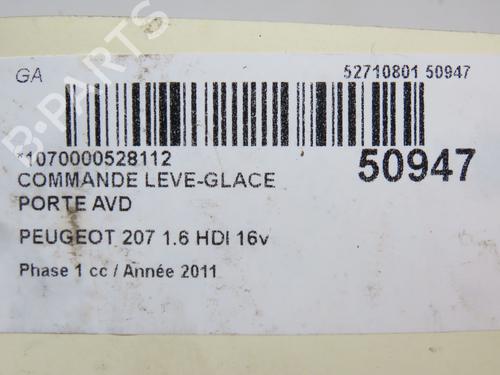 GA
52710801 50947
*1070000528112
50947
COMMANDE LEVE-GLACE
PORTE AVD
PEUGEOT 207 1.6 HDI 16v
Phase 1 cc / Année 2011
B-PARTS